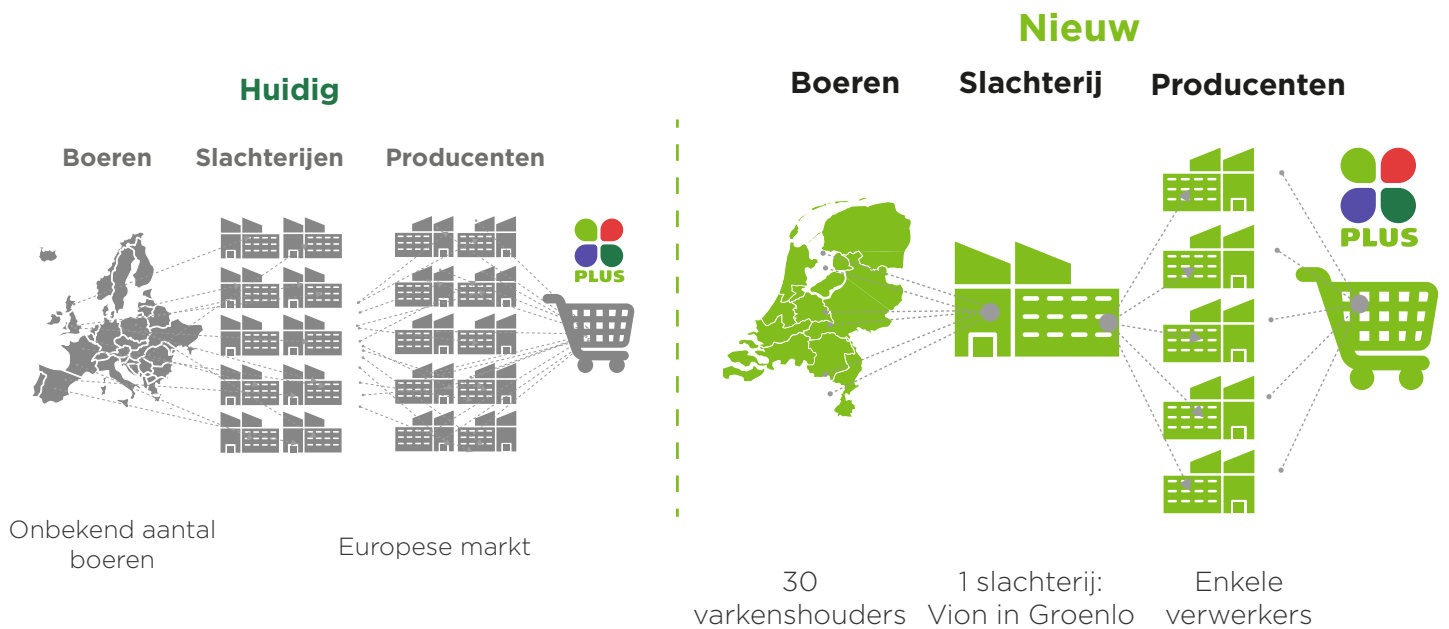 Huidig
Boeren Slachterijen Producenten
PLUS
Onbekend aantal
boeren
Europese markt
Nieuw
Boeren Slachterij Producenten
PLUS
30
varkenshouders
1 slachterij:
Vion in Groenlo
Enkele
verwerkers